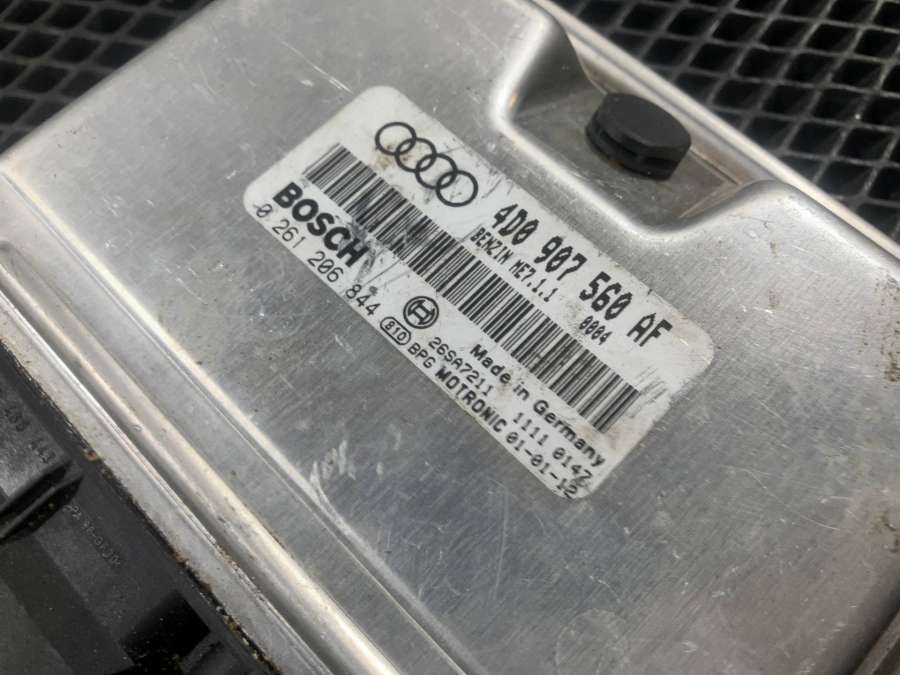 4D0 907 560 AF
BENZIN ME7.1.1 0004
BOSCH
0 261 206 844
Made in Germany
26SA7211 1111 0147
810 BPG MOTRONIC 01-01-12